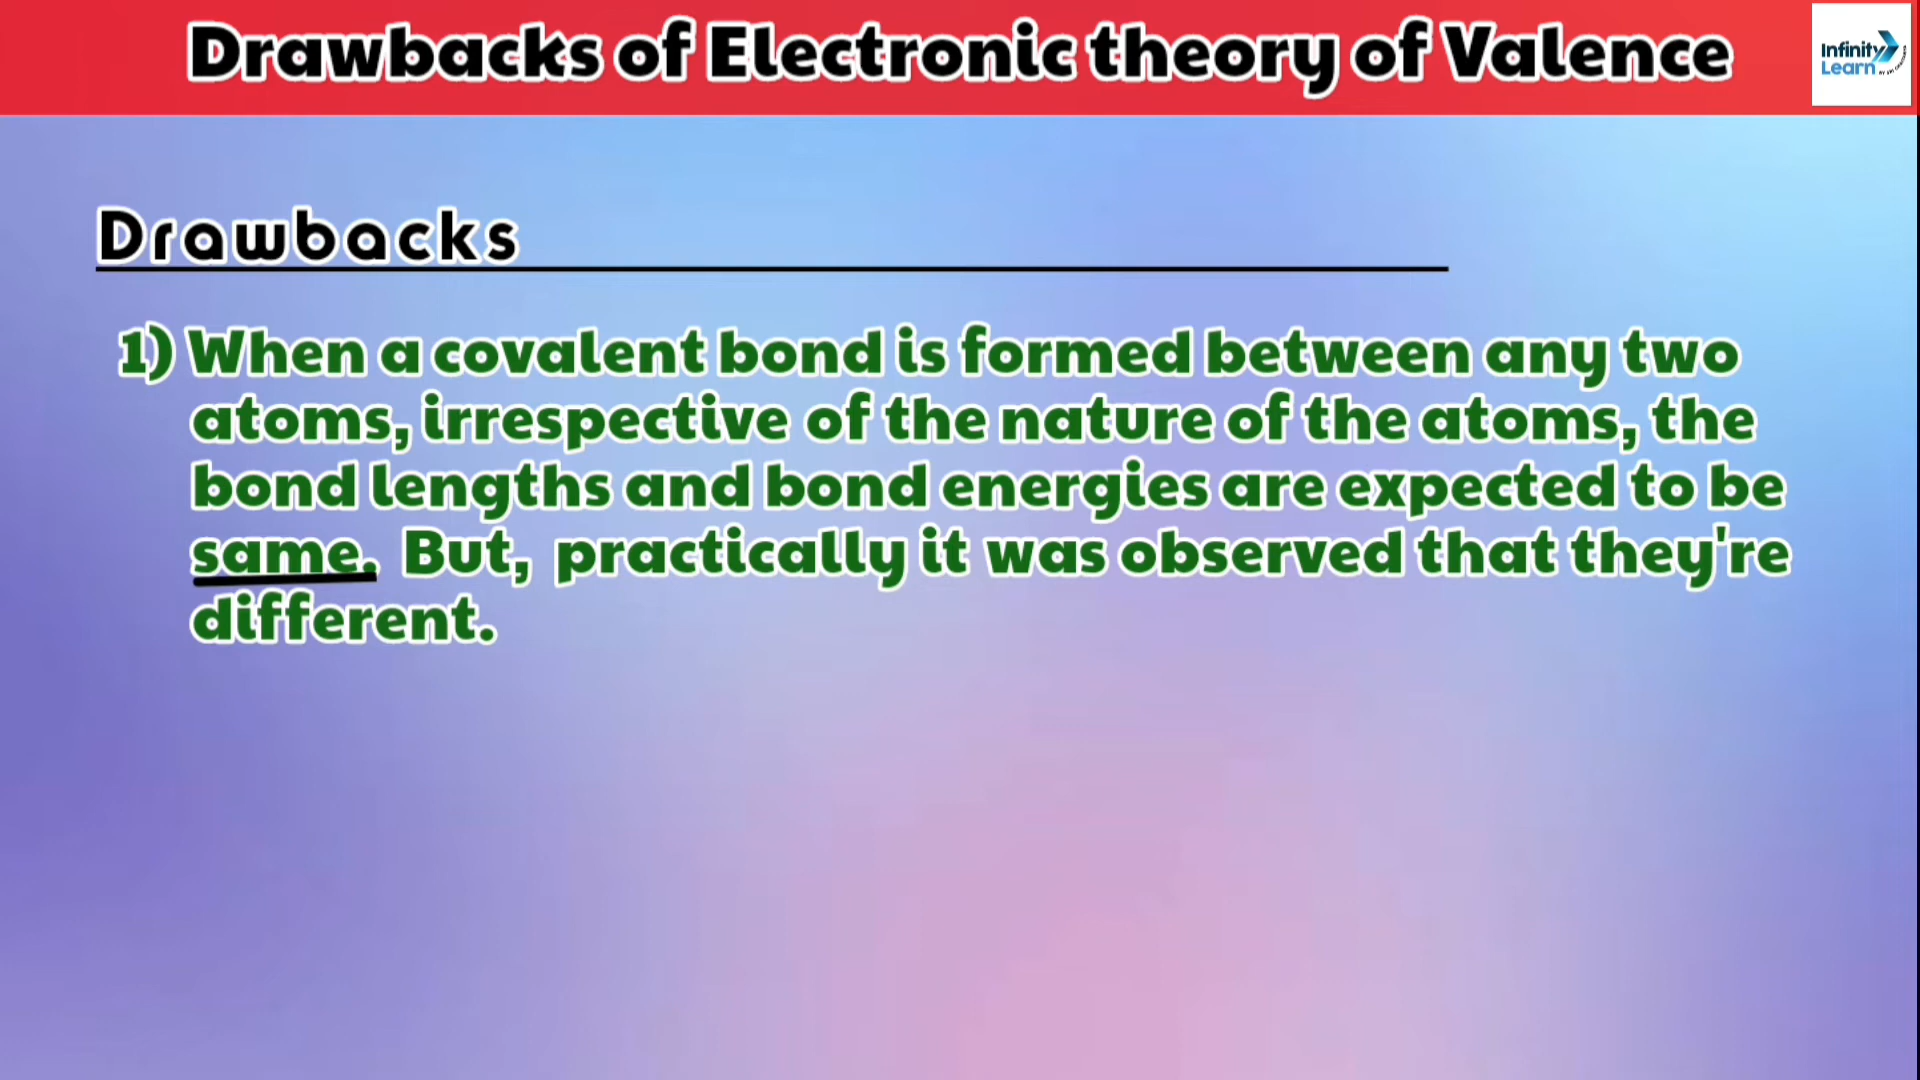 Drawbacks of Electronic theory of Valence
Infinity
Learn
Drawbacks
1) When a covalent bond is formed between any two
atoms, irrespective of the nature of the atoms, the
bond lengths and bond energies are expected to be
same. But, practically it was observed that they're
different.